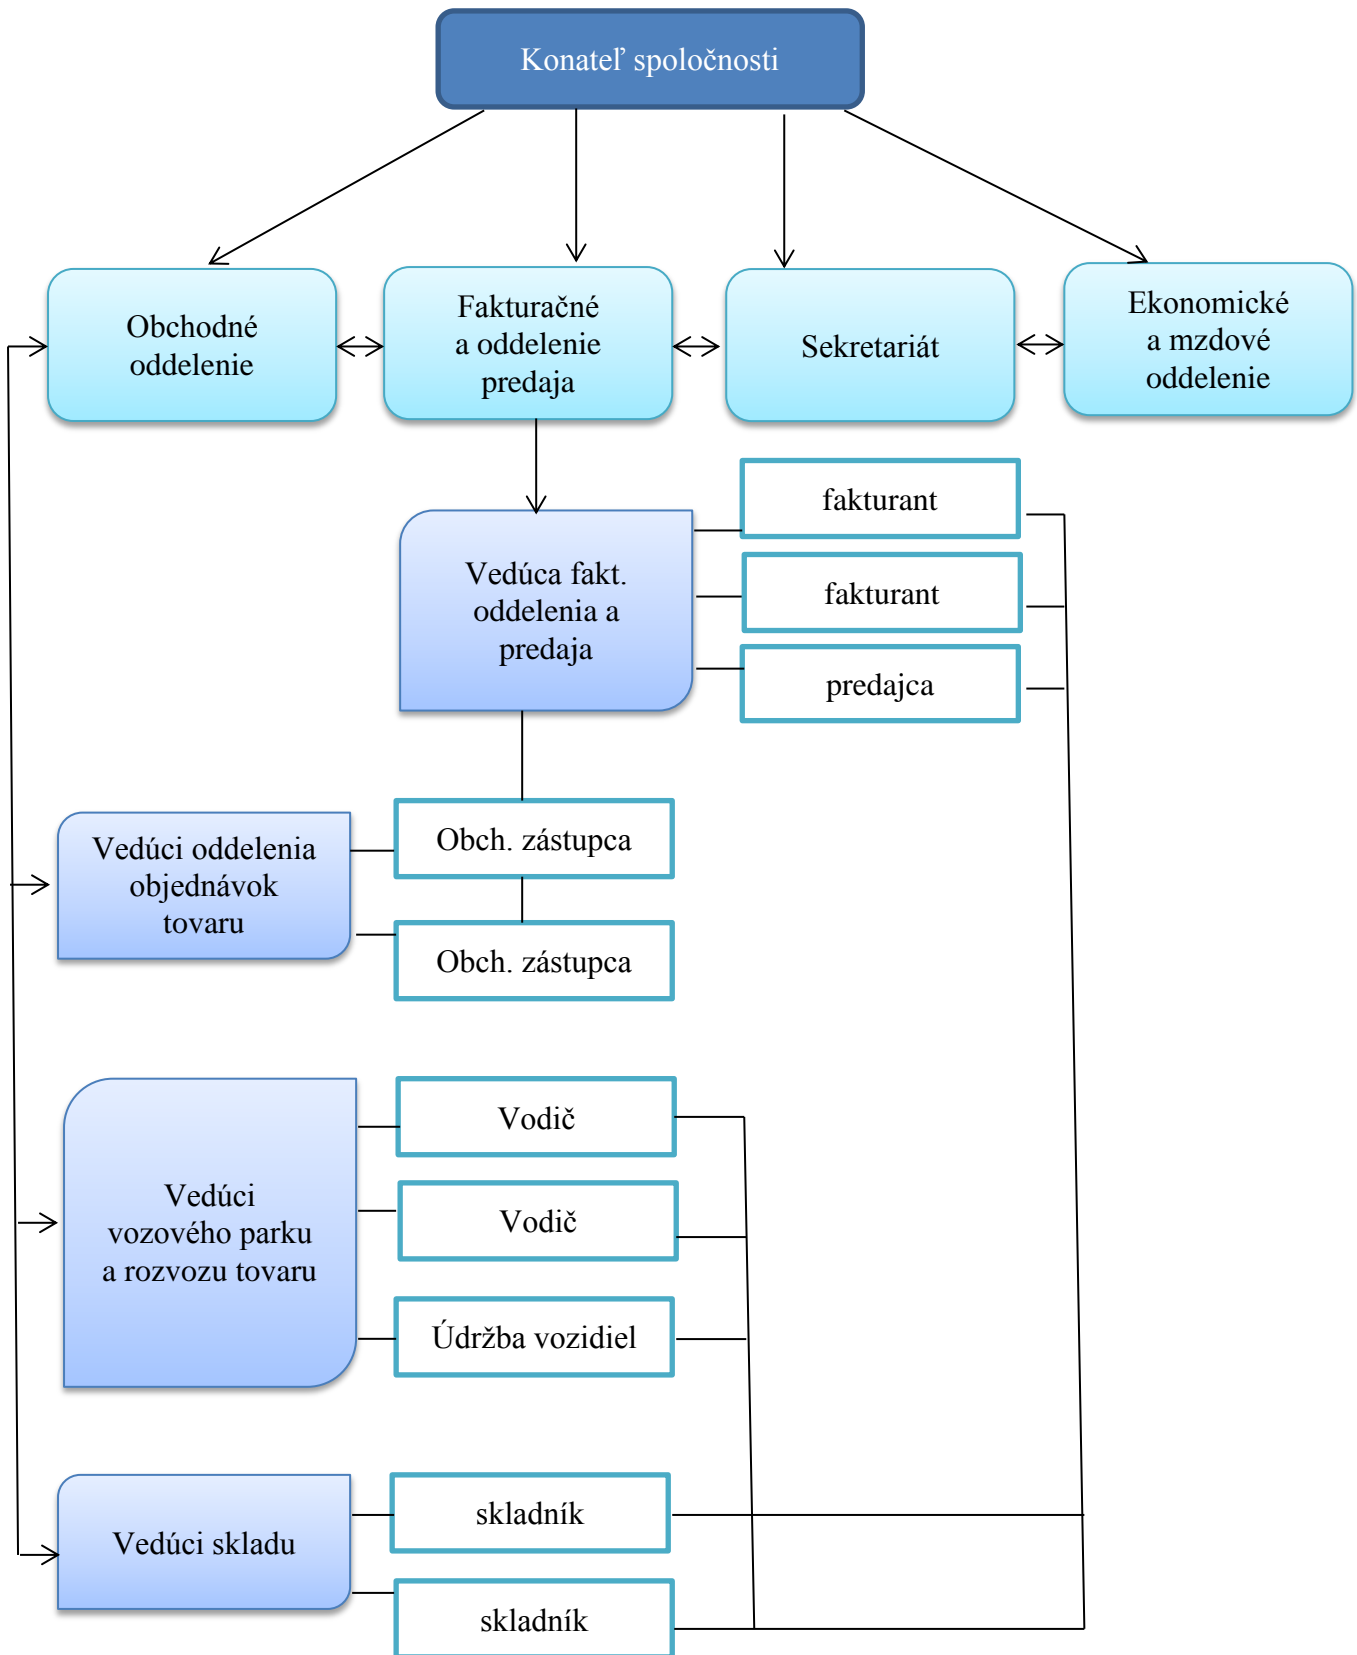 Konateľ spoločnosti
Obchodné
oddelenie
Fakturačné
a oddelenie
predaja
Sekretariát
Ekonomické
a mzdové
oddelenie
fakturant
Vedúca fakt.
oddelenia a
predaja
fakturant
predajca
Vedúci oddelenia
objednávok
tovaru
Obch. zástupca
Obch. zástupca
Vedúci
vozového parku
a rozvozu tovaru
Vodič
Vodič
Údržba vozidiel
Vedúci skladu
skladník
skladník